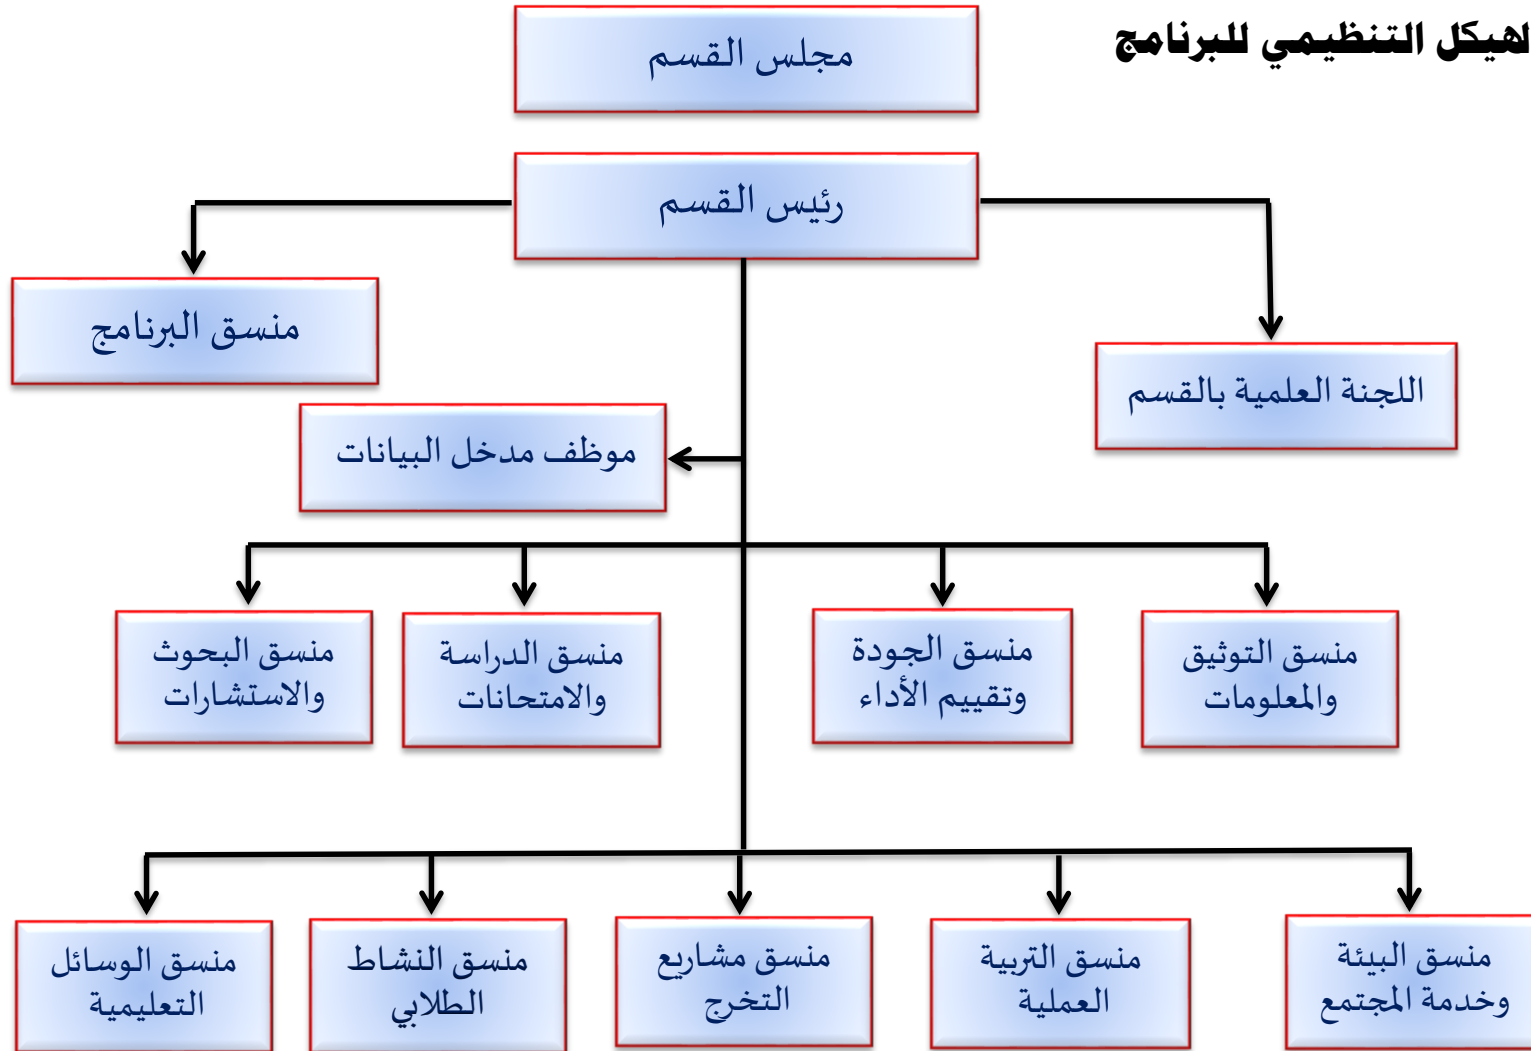 لهيكل التنظيمي للبرنامج
مجلس القسم
رئيس القسم
منسق البرنامج
اللجنة العلمية بالقسم
موظف مدخل البيانات
منسق التوثيق
والمعلومات
منسق الجودة
وتقييم الأداء
منسق الدراسة
والامتحانات
منسق البحوث
والاستشارات
منسق البيئة
وخدمة المجتمع
منسق التربية
العملية
منسق مشاريع
التخرج
منسق النشاط
الطلابي
منسق الوسائل
التعليمية